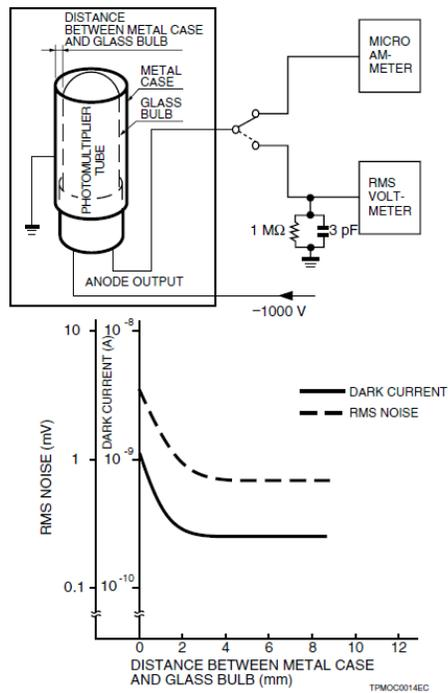 DISTANCE
BETWEEN METAL CASE
AND GLASS BULB
METAL
CASE
GLASS
BULB
PHOTOMULTIPLIER
TUBE
ANODE OUTPUT
−1000 V
MICRO
AM-
METER
RMS
VOLT-
METER
1 MΩ
3 pF
10
10 -8
1
10 -9
0.1
10 -10
RMS NOISE (mV)
DARK CURRENT (A)
DARK CURRENT
RMS NOISE
0 2 4 6 8 10 12
DISTANCE BETWEEN METAL CASE
AND GLASS BULB (mm)
TPMOC0014EC